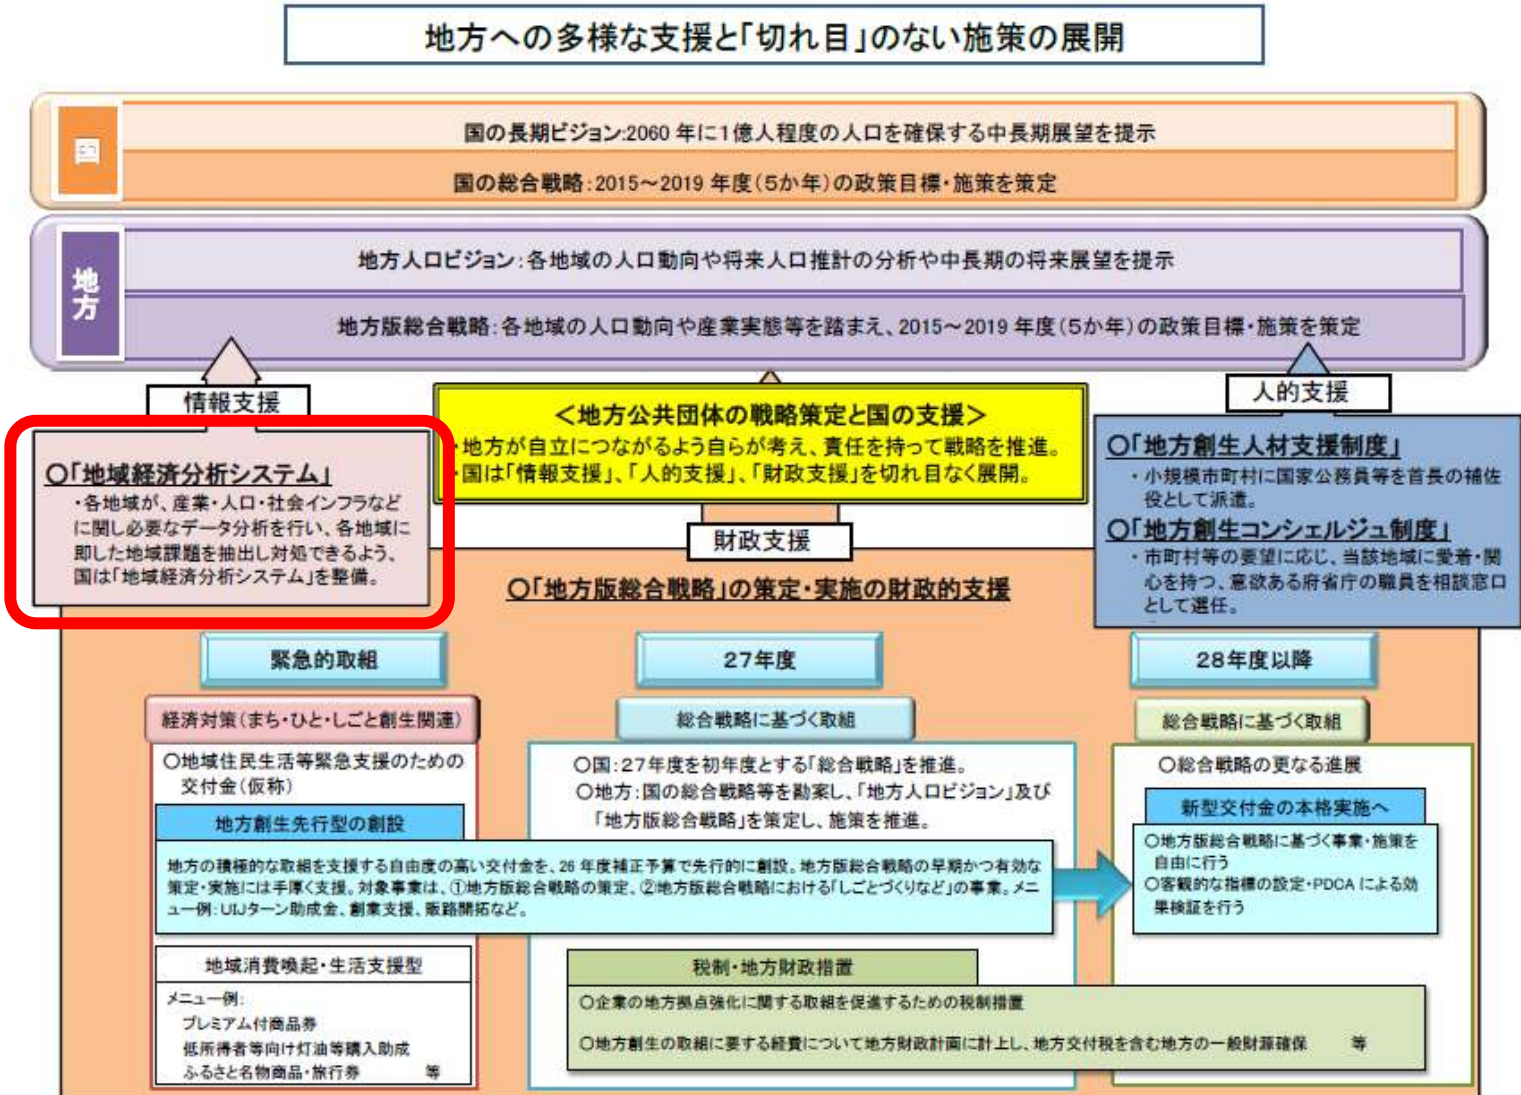 地方への多様な支援と「切れ目」のない施策の展開
国
国の長期ビジョン:2060 年に1億人程度の人口を確保する中長期展望を提示
国の総合戦略:2015～2019 年度(5か年)の政策目標・施策を策定
地方
地方人口ビジョン:各地域の人口動向や将来人口推計の分析や中長期の将来展望を提示
地方版総合戦略:各地域の人口動向や産業実態等を踏まえ、2015～2019 年度(5か年)の政策目標・施策を策定
情報支援
○「地域経済分析システム」
・各地域が、産業・人口・社会インフラなど
に関し必要なデータ分析を行い、各地域に
即した地域課題を抽出し対処できるよう、
国は「地域経済分析システム」を整備。
＜地方公共団体の戦略策定と国の支援＞
・地方が自立につながるよう自らが考え、責任を持って戦略を推進。
・国は「情報支援」、「人的支援」、「財政支援」を切れ目なく展開。
人的支援
○「地方創生人材支援制度」
・小規模市町村に国家公務員等を首長の補佐
役として派遣。
○「地方創生コンシェルジュ制度」
・市町村等の要望に応じ、当該地域に愛着・関
心を持つ、意欲ある府省庁の職員を相談窓口
として選任。
財政支援
○「地方版総合戦略」の策定・実施の財政的支援
緊急的取組
経済対策(まち・ひと・しごと創生関連)
○地域住民生活等緊急支援のための
交付金(仮称)
地方創生先行型の創設
地方の積極的な取組を支援する自由度の高い交付金を、26 年度補正予算で先行的に創設。地方版総合戦略の早期かつ有効な
策定・実施には手厚く支援。対象事業は、①地方版総合戦略の策定、②地方版総合戦略における「しごとづくりなど」の事業。メニ
ュー例:UIJターン助成金、創業支援、販路開拓など。
地域消費喚起・生活支援型
メニュー例:
プレミアム付商品券
低所得者等向け灯油等購入助成
ふるさと名物商品・旅行券 等
27年度
総合戦略に基づく取組
○国:27年度を初年度とする「総合戦略」を推進。
○地方:国の総合戦略等を勘案し、「地方人口ビジョン」及び
「地方版総合戦略」を策定し、施策を推進。
税制・地方財政措置
○企業の地方拠点強化に関する取組を促進するための税制措置
○地方創生の取組に要する経費について地方財政計画に計上し、地方交付税を含む地方の一般財源確保 等
28年度以降
総合戦略に基づく取組
○総合戦略の更なる進展
新型交付金の本格実施へ
○地方版総合戦略に基づく事業・施策を
自由に行う
○客観的な指標の設定・PDCA による効
果検証を行う